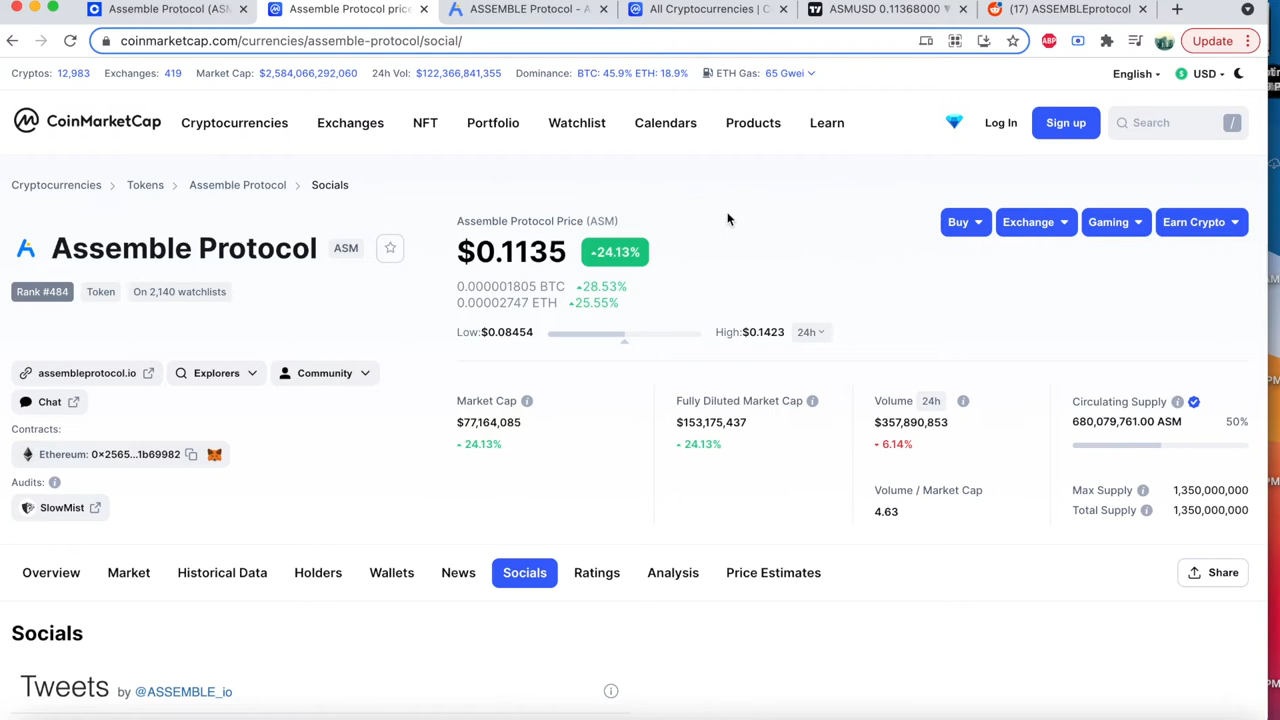 Assemble Protocol (ASM
Assemble Protocol price
ASSEMBLE Protocol - A
All Cryptocurrencies | C
ASMUSD 0.11368000 ▼
(17) ASSEMBLEprotocol
coinmarketcap.com/currencies/assemble-protocol/social/
ABP
Update
Cryptos: 12,983 Exchanges: 419 Market Cap: $2,584,066,292,060 24h Vol: $122,366,841,355 Dominance: BTC: 45.9% ETH: 18.9% ETH Gas: 65 Gwei
English
USD
CoinMarketCap
Cryptocurrencies Exchanges NFT Portfolio Watchlist Calendars Products Learn
Log In
Sign up
Search /
Cryptocurrencies > Tokens > Assemble Protocol > Socials
Assemble Protocol ASM
Rank #484 Token On 2,140 watchlists
Assemble Protocol Price (ASM)
$0.1135 24.13%
0.000001805 BTC 28.53%
0.00002747 ETH 25.55%
Low:$0.08454 High:$0.1423 24h
Buy Exchange Gaming Earn Crypto
assembleprotocol.io Explorers Community
Chat
Contracts:
Ethereum: 0x2565...1b69982
Audits:
SlowMist
Market Cap
$77,164,085
24.13%
Fully Diluted Market Cap
$153,175,437
24.13%
Volume 24h
$357,890,853
6.14%
Volume / Market Cap
4.63
Circulating Supply
680,079,761.00 ASM 50%
Max Supply 1,350,000,000
Total Supply 1,350,000,000
Overview Market Historical Data Holders Wallets News Socials Ratings Analysis Price Estimates
Share
Socials
Tweets by @ASSEMBLE_io